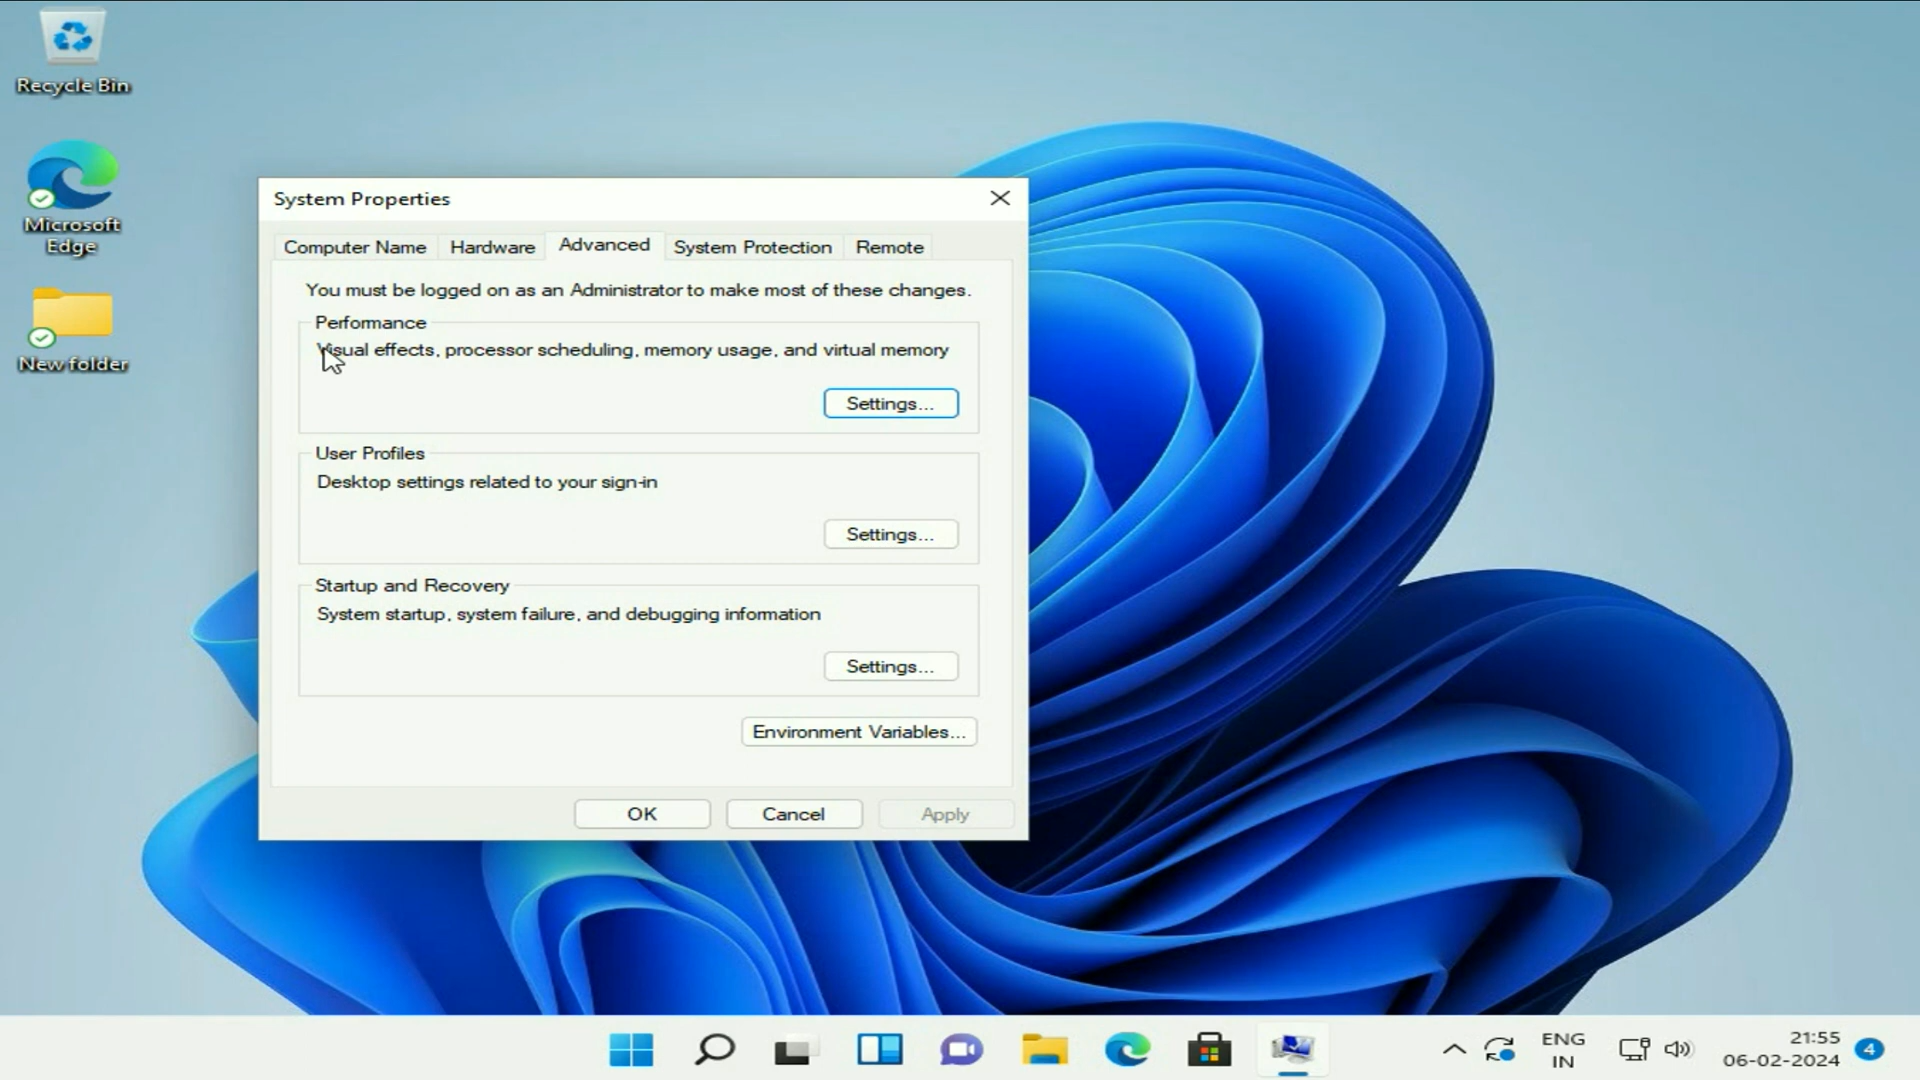 Recycle Bin
Microsoft
Edge
New folder
System Properties
Computer Name
Hardware
Advanced
System Protection
Remote
You must be logged on as an Administrator to make most of these changes.
Performance
Visual effects, processor scheduling, memory usage, and virtual memory
Settings...
User Profiles
Desktop settings related to your sign-in
Settings...
Startup and Recovery
System startup, system failure, and debugging information
Settings...
Environment Variables...
OK
Cancel
Apply
ENG
IN
21:55
06-02-2024
4